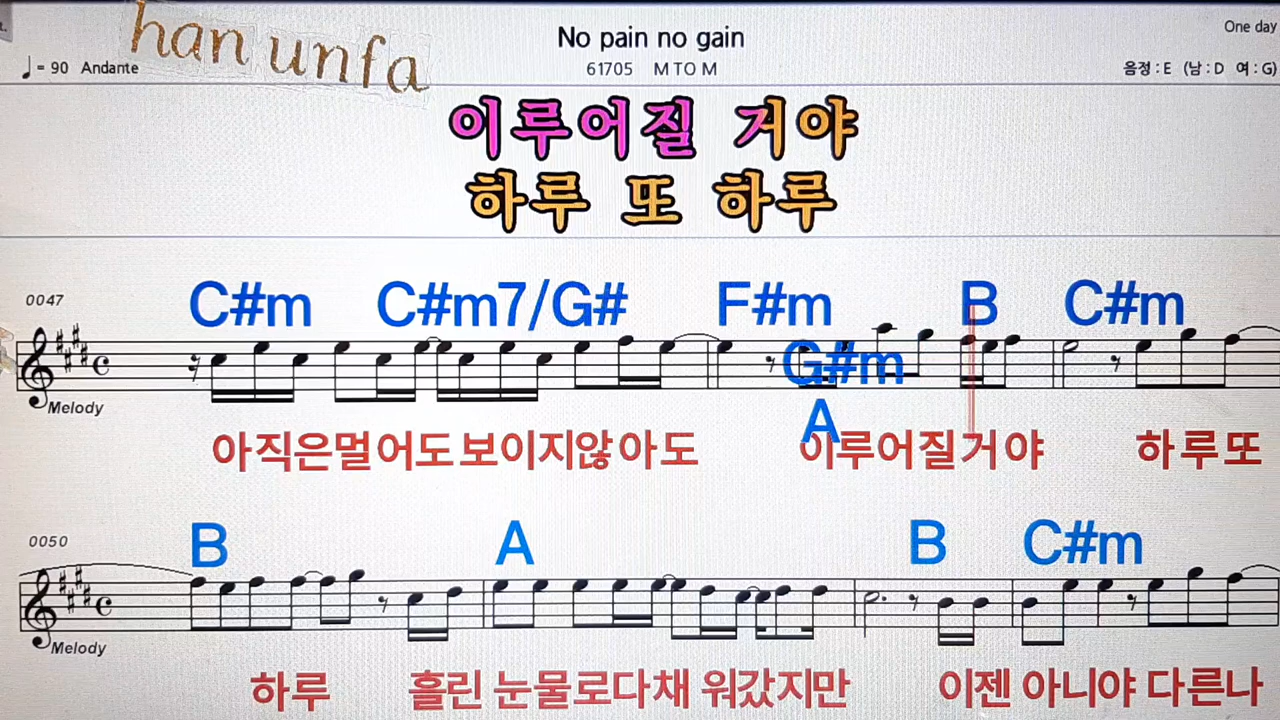 han unfa
No pain no gain
One day
♩= 90 Andante
61705 M TO M
음정 : E (남 : D 여 : G)
이루어질 거야
하루 또 하루
0047
C#m C#m7/G# F#m B C#m
G#m
A
Melody
아직은멀어도보이지않아도 이루어질거야 하루또
0050
B A B C#m
Melody
하루 흘린 눈물로다채 워갔지만 이젠 아니야 다른나